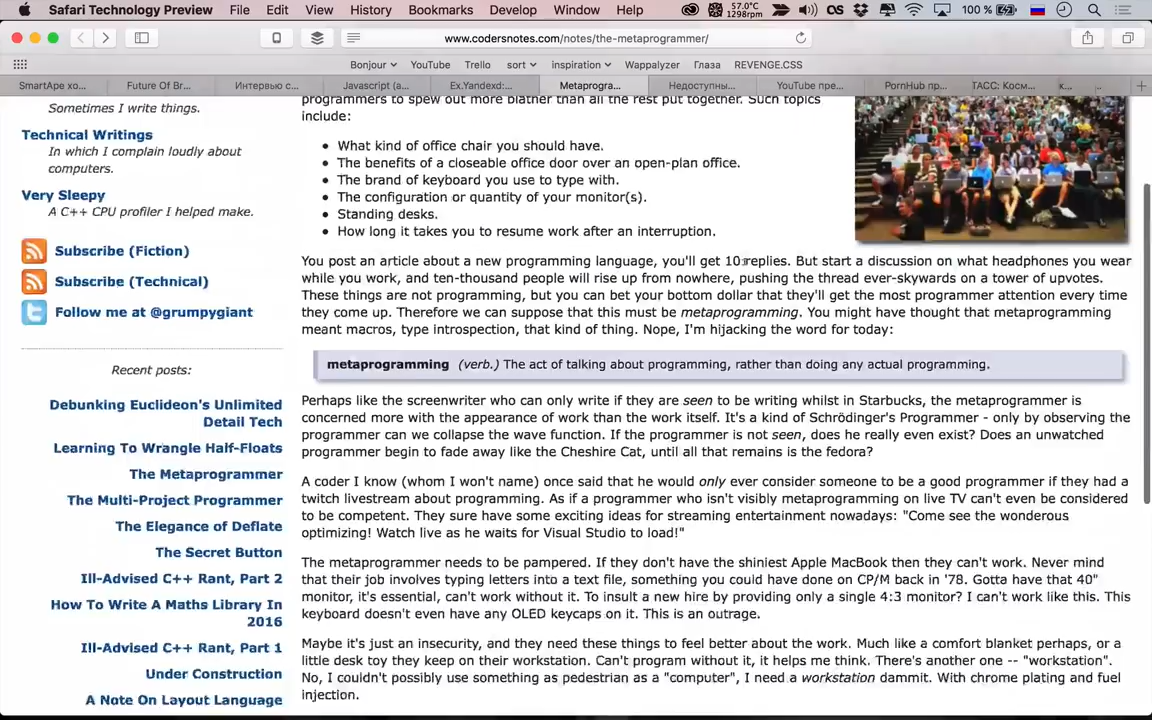 Safari Technology Preview File Edit View History Bookmarks Develop Window Help 57.0°C 1298rpm 100 %
www.codersnotes.com/notes/the-metaprogrammer/
Bonjour YouTube Trello sort inspiration Wappalyzer Глаза REVENGE.CSS
SmartApe хо... Future Of Br... Интервью с... Javascript (a... Ex.Yandexd:... Metaprogra... Недоступны... YouTube пре... PornHub пр... ТАСС: Косм... к...
Sometimes I write things.
Technical Writings
In which I complain loudly about
computers.
Very Sleepy
A C++ CPU profiler I helped make.
Subscribe (Fiction)
Subscribe (Technical)
Follow me at @grumpygiant
Recent posts:
Debunking Euclideon's Unlimited
Detail Tech
Learning To Wrangle Half-Floats
The Metaprogrammer
The Multi-Project Programmer
The Elegance of Deflate
The Secret Button
Ill-Advised C++ Rant, Part 2
How To Write A Maths Library In
2016
Ill-Advised C++ Rant, Part 1
Under Construction
A Note On Layout Language
programmers to spew out more blather than all the rest put together. Such topics
include:
What kind of office chair you should have.
The benefits of a closeable office door over an open-plan office.
The brand of keyboard you use to type with.
The configuration or quantity of your monitor(s).
Standing desks.
How long it takes you to resume work after an interruption.
You post an article about a new programming language, you'll get 10 replies. But start a discussion on what headphones you wear
while you work, and ten-thousand people will rise up from nowhere, pushing the thread ever-skywards on a tower of upvotes.
These things are not programming, but you can bet your bottom dollar that they'll get the most programmer attention every time
they come up. Therefore we can suppose that this must be metaprogramming. You might have thought that metaprogramming
meant macros, type introspection, that kind of thing. Nope, I'm hijacking the word for today:
metaprogramming (verb.) The act of talking about programming, rather than doing any actual programming.
Perhaps like the screenwriter who can only write if they are seen to be writing whilst in Starbucks, the metaprogrammer is
concerned more with the appearance of work than the work itself. It's a kind of Schrödinger's Programmer - only by observing the
programmer can we collapse the wave function. If the programmer is not seen, does he really even exist? Does an unwatched
programmer begin to fade away like the Cheshire Cat, until all that remains is the fedora?
A coder I know (whom I won't name) once said that he would only ever consider someone to be a good programmer if they had a
twitch livestream about programming. As if a programmer who isn't visibly metaprogramming on live TV can't even be considered
to be competent. They sure have some exciting ideas for streaming entertainment nowadays: "Come see the wonderous
optimizing! Watch live as he waits for Visual Studio to load!"
The metaprogrammer needs to be pampered. If they don't have the shiniest Apple MacBook then they can't work. Never mind
that their job involves typing letters into a text file, something you could have done on CP/M back in '78. Gotta have that 40"
monitor, it's essential, can't work without it. To insult a new hire by providing only a single 4:3 monitor? I can't work like this. This
keyboard doesn't even have any OLED keycaps on it. This is an outrage.
Maybe it's just an insecurity, and they need these things to feel better about the work. Much like a comfort blanket perhaps, or a
little desk toy they keep on their workstation. Can't program without it, it helps me think. There's another one -- "workstation".
No, I couldn't possibly use something as pedestrian as a "computer", I need a workstation dammit. With chrome plating and fuel
injection.